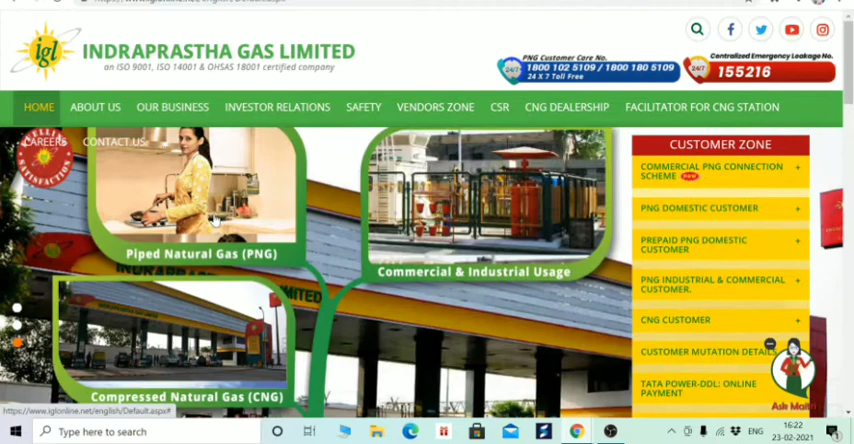 igl
INDRAPRASTHA GAS LIMITED
an ISO 9001, ISO 14001 & OHSAS 18001 certified company
24/7
PNG Customer Care No.
1800 102 5109 / 1800 180 5109
24 X 7 Toll Free
24/7
Centralized Emergency Leakage No.
155216
HOME ABOUT US OUR BUSINESS INVESTOR RELATIONS SAFETY VENDORS ZONE CSR CNG DEALERSHIP FACILITATOR FOR CNG STATION
CAREERS CONTACT US
SATISFACTION
Piped Natural Gas (PNG)
Commercial & Industrial Usage
Compressed Natural Gas (CNG)
CUSTOMER ZONE
COMMERCIAL PNG CONNECTION +
SCHEME new
PNG DOMESTIC CUSTOMER +
PREPAID PNG DOMESTIC +
CUSTOMER
PNG INDUSTRIAL & COMMERCIAL +
CUSTOMER.
CNG CUSTOMER +
CUSTOMER MUTATION DETAILS
TATA POWER-DDL: ONLINE
PAYMENT
Ask Maitri
https://www.iglonline.net/english/Default.aspx#
Type here to search
ENG
16:22
23-02-2021